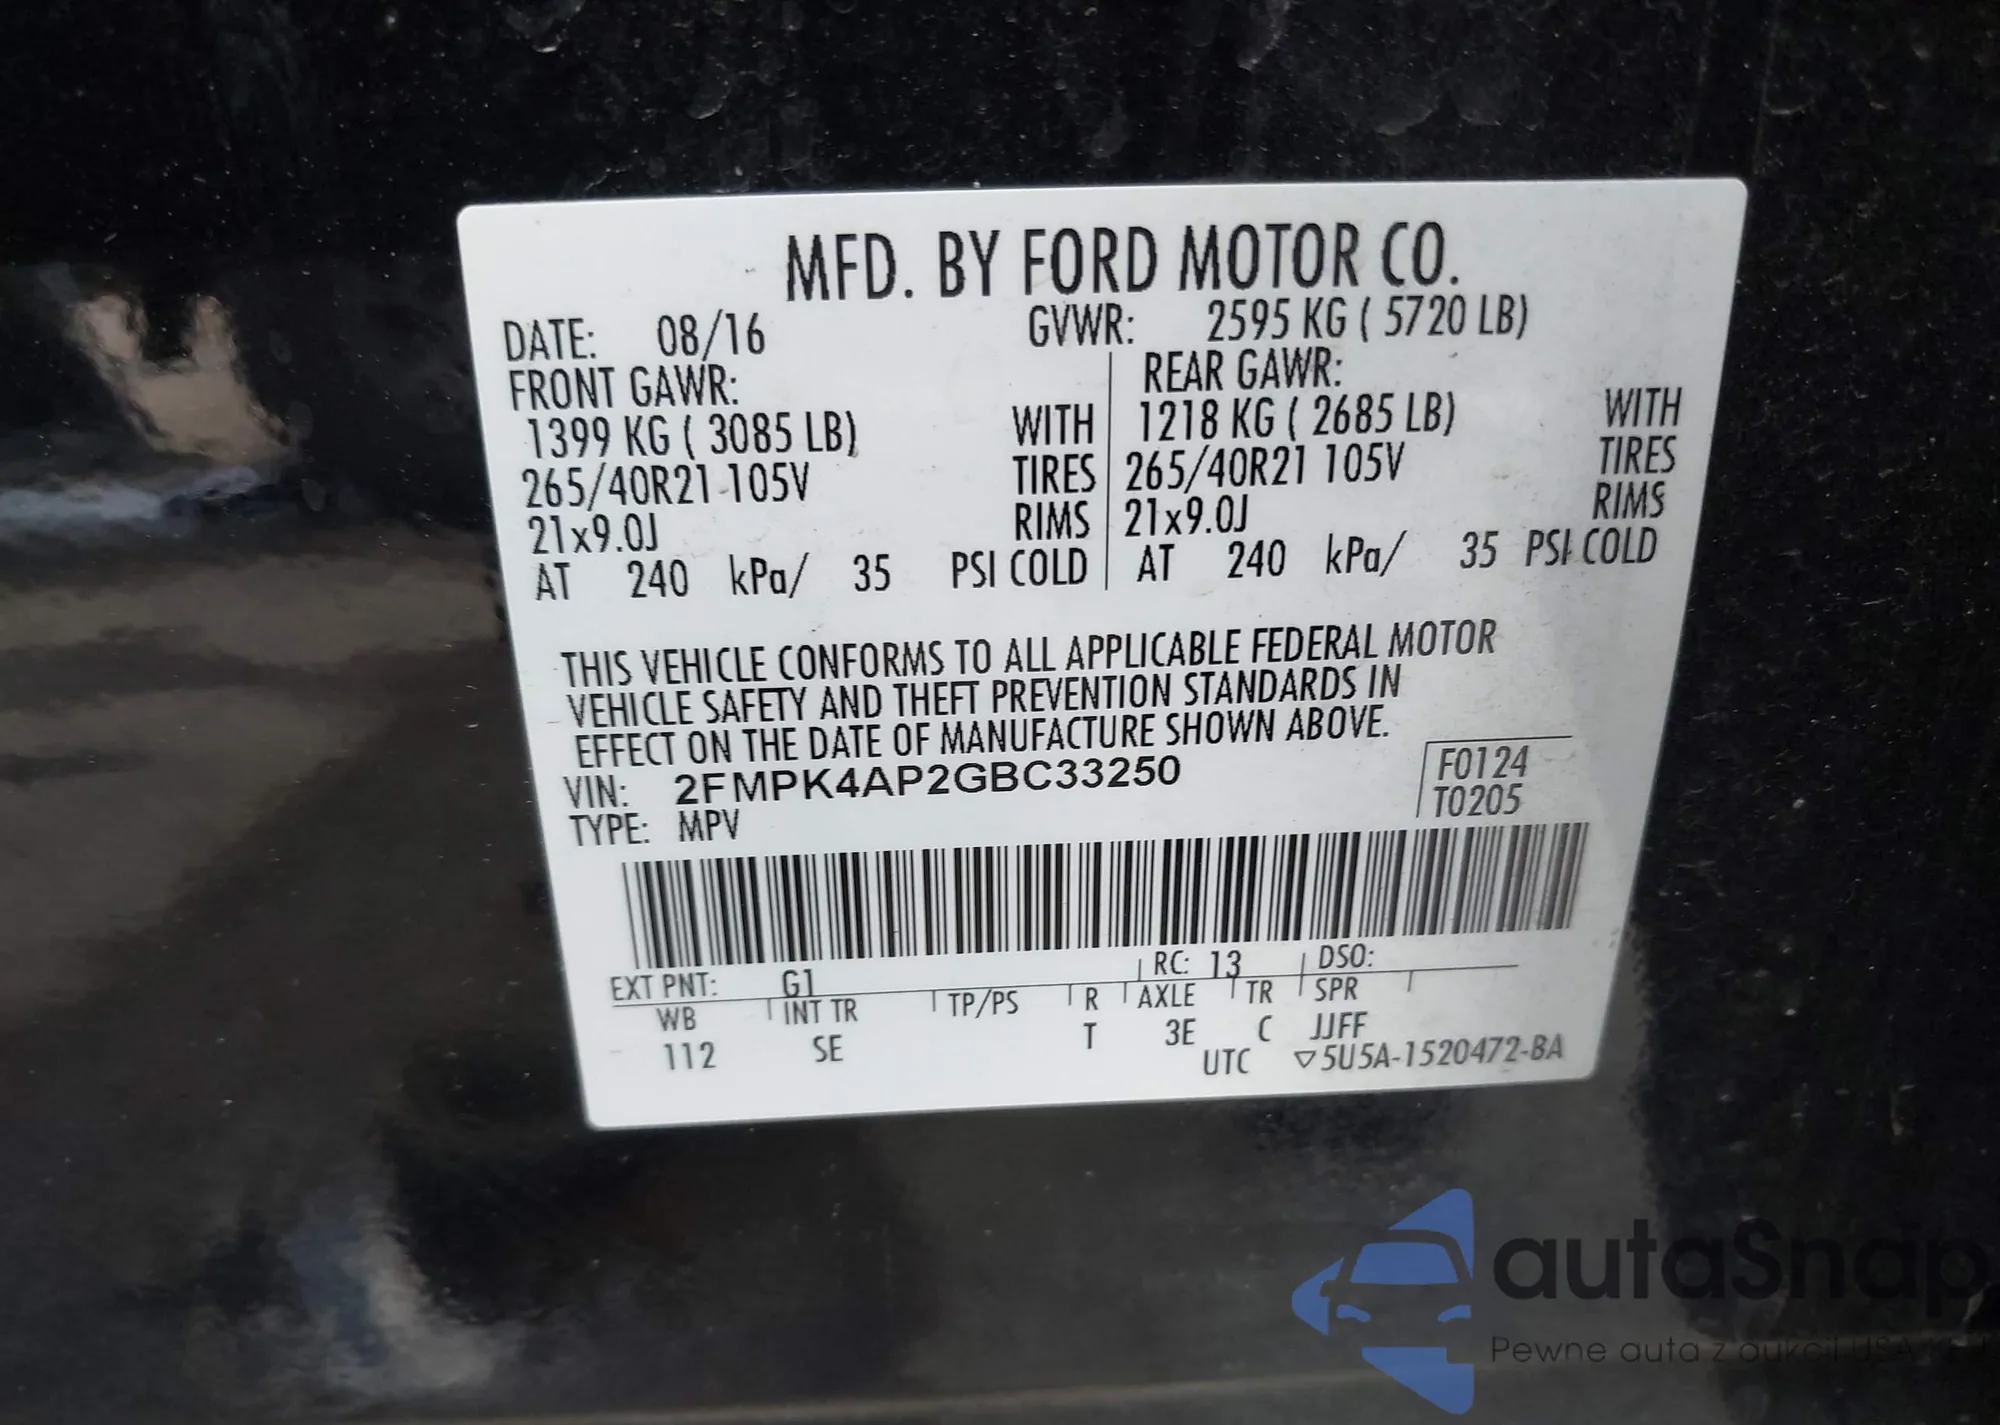 MFD. BY FORD MOTOR CO.
DATE: 08/16 GVWR: 2595 KG ( 5720 LB)
FRONT GAWR: REAR GAWR:
1399 KG ( 3085 LB) WITH 1218 KG ( 2685 LB) WITH
265/40R21 105V TIRES 265/40R21 105V TIRES
21x9.0J RIMS 21x9.0J RIMS
AT 240 kPa/ 35 PSI COLD AT 240 kPa/ 35 PSI COLD
THIS VEHICLE CONFORMS TO ALL APPLICABLE FEDERAL MOTOR
VEHICLE SAFETY AND THEFT PREVENTION STANDARDS IN
EFFECT ON THE DATE OF MANUFACTURE SHOWN ABOVE.
VIN: 2FMPK4AP2GBC33250 F0124
TYPE: MPV T0205
EXT PNT: G1 RC: 13 DSO:
WB INT TR TP/PS R AXLE TR SPR
112 SE T 3E C JJFF
UTC ▽5U5A-1520472-BA
autaSnap
Pewne auta z aukcji USA